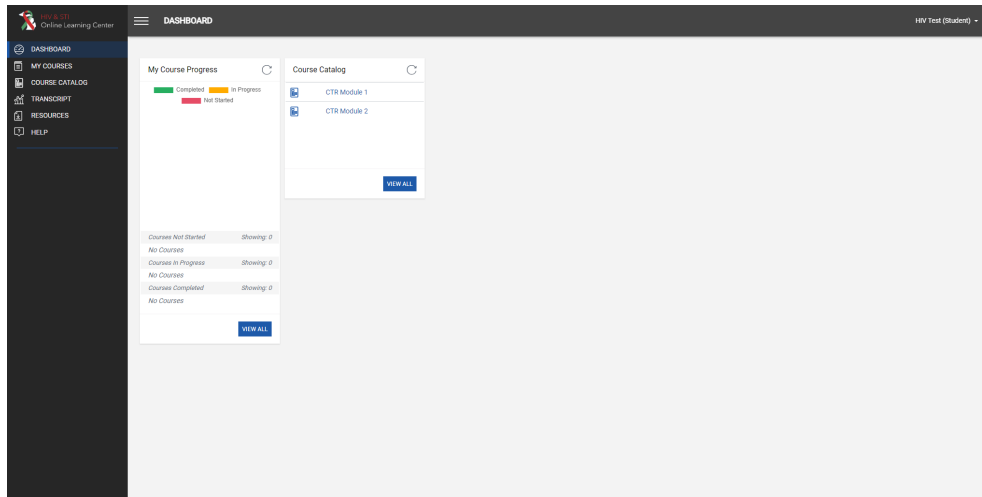 HIV & STI
Online Learning Center
DASHBOARD
HIV Test (Student)
DASHBOARD
MY COURSES
COURSE CATALOG
TRANSCRIPT
RESOURCES
HELP
My Course Progress
Completed In Progress
Not Started
Courses Not Started Showing: 0
No Courses
Courses In Progress Showing: 0
No Courses
Courses Completed Showing: 0
No Courses
VIEW ALL
Course Catalog
CTR Module 1
CTR Module 2
VIEW ALL